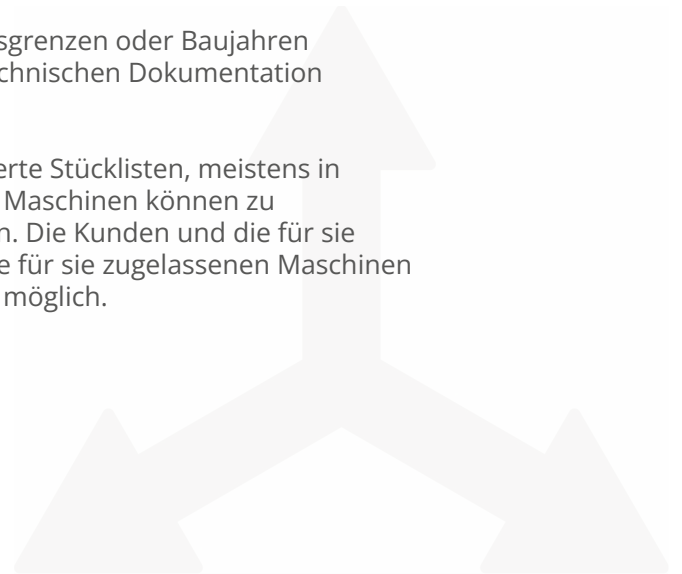 sgrenzen oder Baujahren
chnischen Dokumentation
erte Stücklisten, meistens in
Maschinen können zu
n. Die Kunden und die für sie
e für sie zugelassenen Maschinen
möglich.